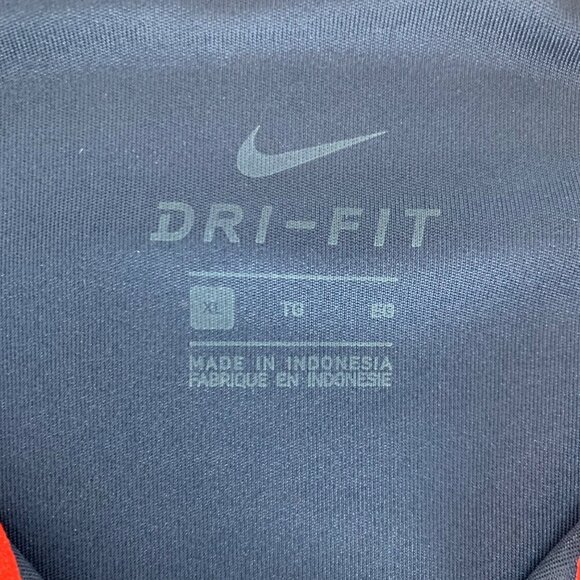 DRI-FIT
XL TG EG
MADE IN INDONESIA
FABRIQUE EN INDONESIE